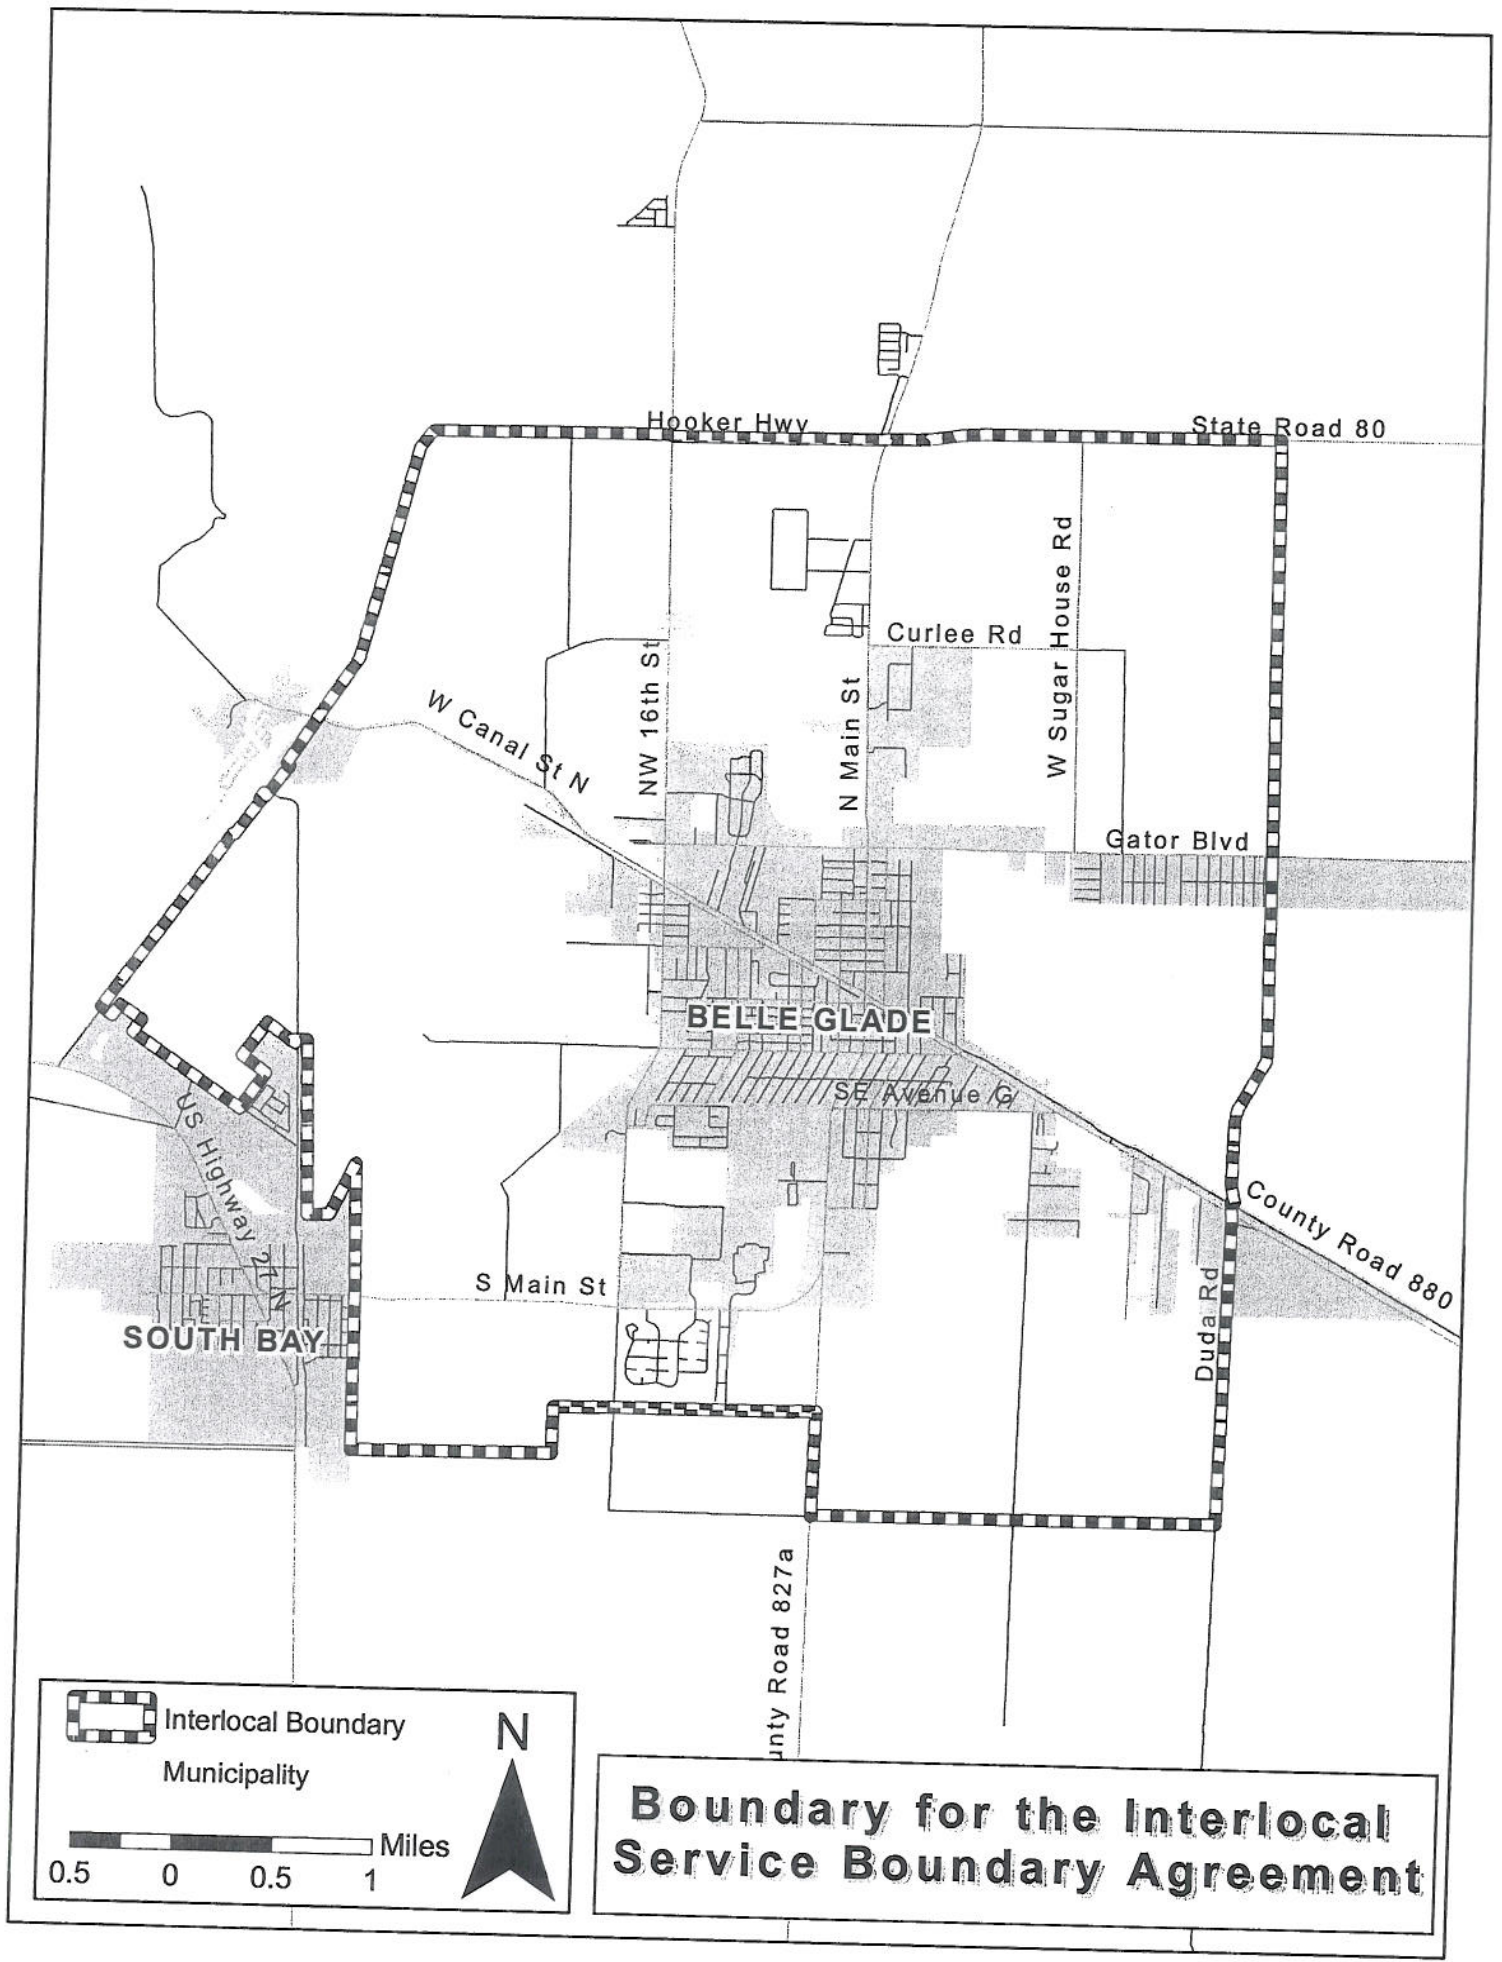 Hooker Hwy
State Road 80
W Sugar House Rd
Curlee Rd
NW 16th St
N Main St
W Canal St N
Gator Blvd
BELLE GLADE
SE Avenue G
US Highway 27 N
County Road 880
S Main St
Duda Rd
SOUTH BAY
unty Road 827a
Interlocal Boundary
Municipality
N
Miles
0.5 0 0.5 1
Boundary for the Interlocal
Service Boundary Agreement